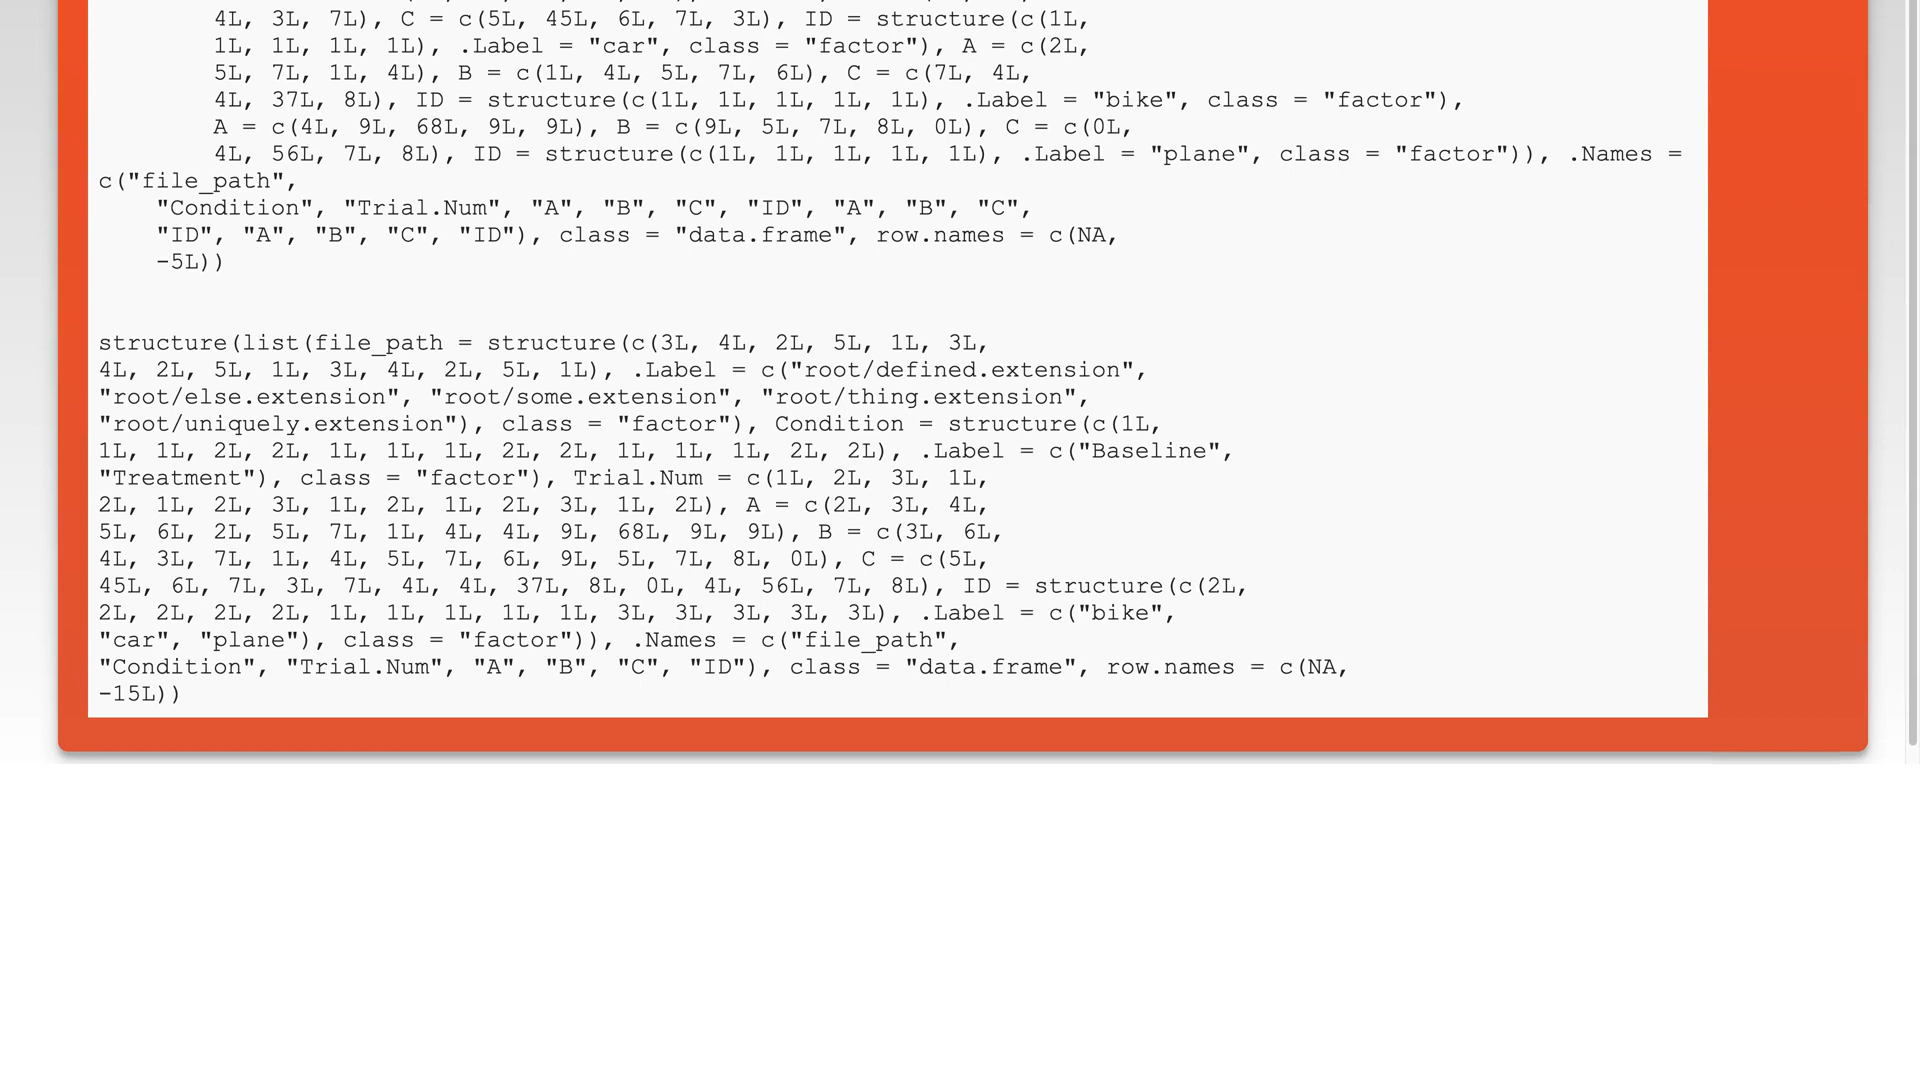 4L, 3L, 7L), C = c(5L, 45L, 6L, 7L, 3L), ID = structure(c(1L,
1L, 1L, 1L, 1L), .Label = "car", class = "factor"), A = c(2L,
5L, 7L, 1L, 4L), B = c(1L, 4L, 5L, 7L, 6L), C = c(7L, 4L,
4L, 37L, 8L), ID = structure(c(1L, 1L, 1L, 1L, 1L), .Label = "bike", class = "factor"),
A = c(4L, 9L, 68L, 9L, 9L), B = c(9L, 5L, 7L, 8L, 0L), C = c(0L,
4L, 56L, 7L, 8L), ID = structure(c(1L, 1L, 1L, 1L, 1L), .Label = "plane", class = "factor")), .Names =
c("file_path",
"Condition", "Trial.Num", "A", "B", "C", "ID", "A", "B", "C",
"ID", "A", "B", "C", "ID"), class = "data.frame", row.names = c(NA,
-5L))
structure(list(file_path = structure(c(3L, 4L, 2L, 5L, 1L, 3L,
4L, 2L, 5L, 1L, 3L, 4L, 2L, 5L, 1L), .Label = c("root/defined.extension",
"root/else.extension", "root/some.extension", "root/thing.extension",
"root/uniquely.extension"), class = "factor"), Condition = structure(c(1L,
1L, 1L, 2L, 2L, 1L, 1L, 1L, 2L, 2L, 1L, 1L, 1L, 2L, 2L), .Label = c("Baseline",
"Treatment"), class = "factor"), Trial.Num = c(1L, 2L, 3L, 1L,
2L, 1L, 2L, 3L, 1L, 2L, 1L, 2L, 3L, 1L, 2L), A = c(2L, 3L, 4L,
5L, 6L, 2L, 5L, 7L, 1L, 4L, 4L, 9L, 68L, 9L, 9L), B = c(3L, 6L,
4L, 3L, 7L, 1L, 4L, 5L, 7L, 6L, 9L, 5L, 7L, 8L, 0L), C = c(5L,
45L, 6L, 7L, 3L, 7L, 4L, 4L, 37L, 8L, 0L, 4L, 56L, 7L, 8L), ID = structure(c(2L,
2L, 2L, 2L, 2L, 1L, 1L, 1L, 1L, 1L, 3L, 3L, 3L, 3L, 3L), .Label = c("bike",
"car", "plane"), class = "factor")), .Names = c("file_path",
"Condition", "Trial.Num", "A", "B", "C", "ID"), class = "data.frame", row.names = c(NA,
-15L))